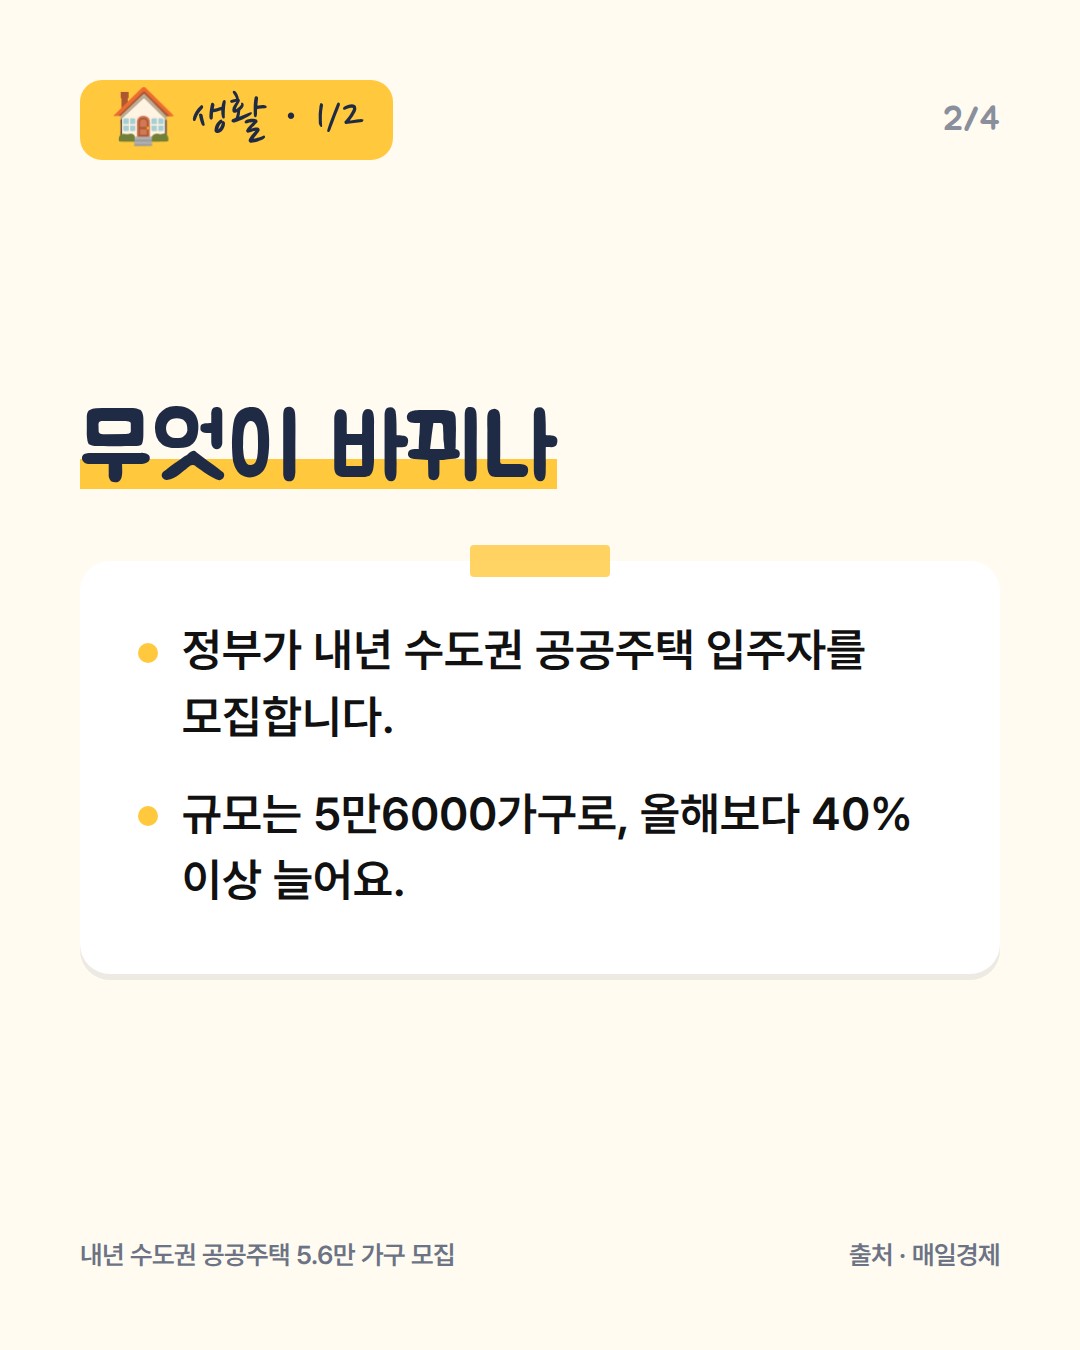 생활 · 1/2
2/4
무엇이 바뀌나
정부가 내년 수도권 공공주택 입주자를
모집합니다.
규모는 5만6000가구로, 올해보다 40%
이상 늘어요.
내년 수도권 공공주택 5.6만 가구 모집
출처 · 매일경제